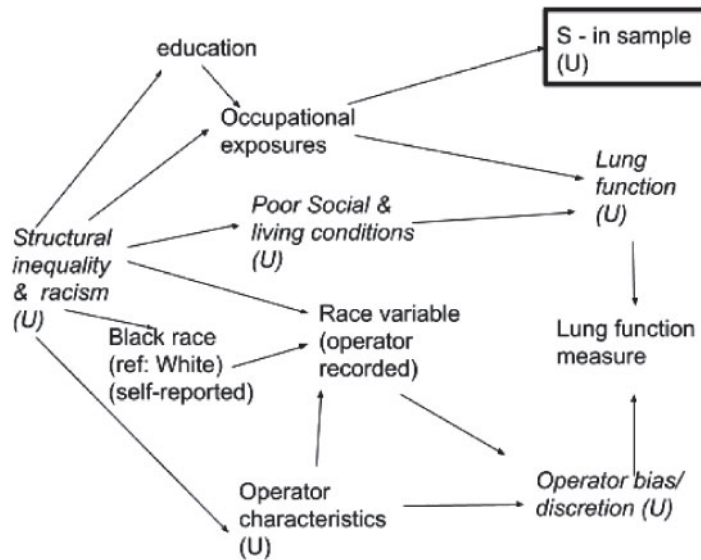 education
S - in sample
(U)
Occupational
exposures
Lung
function
(U)
Poor Social &
living conditions
(U)
Structural
inequality
& racism
(U)
Race variable
(operator
recorded)
Black race
(ref: White)
(self-reported)
Lung function
measure
Operator
characteristics
(U)
Operator bias/
discretion (U)